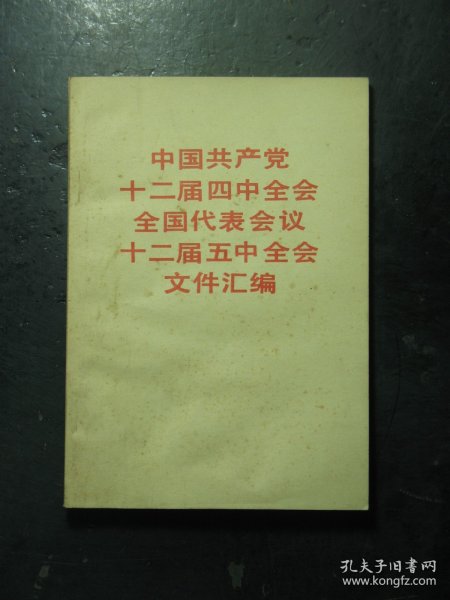 中国共产党
十二届四中全会
全国代表会议
十二届五中全会
文件汇编
孔夫子旧书网
www.kongfz.com